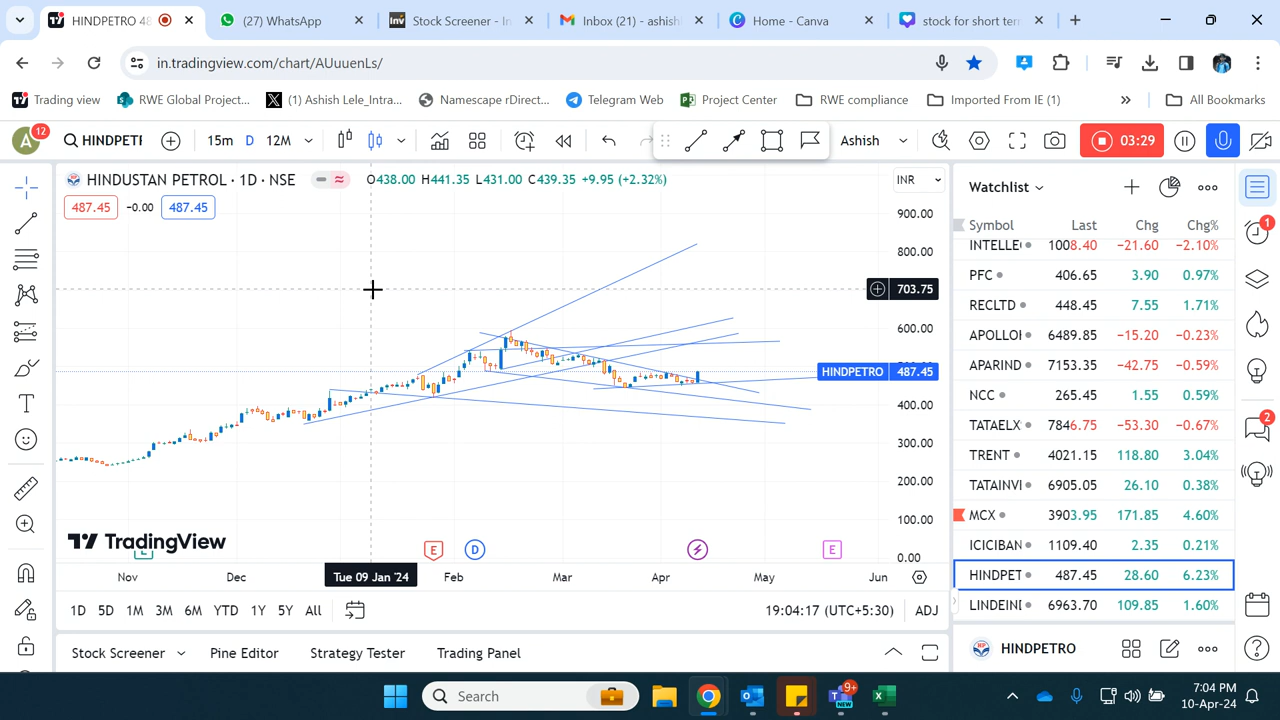 HINDPETRO 48
(27) WhatsApp
Inv
Stock Screener - In
Inbox (21) - ashish
Home - Canva
stock for short ter
in.tradingview.com/chart/AUuuenLs/
Trading view
RWE Global Project...
(1) Ashish Lele_Intra...
Namescape rDirect...
Telegram Web
Project Center
RWE compliance
Imported From IE (1)
All Bookmarks
A 12
HINDPETR
15m D 12M
Ashish
03:29
HINDUSTAN PETROL · 1D · NSE
O438.00 H441.35 L431.00 C439.35 +9.95 (+2.32%)
INR
487.45 −0.00 487.45
900.00
800.00
703.75
600.00
HINDPETRO 487.45
400.00
300.00
200.00
100.00
0.00
TradingView
E D E
Nov Dec Tue 09 Jan '24 Feb Mar Apr May Jun
1D 5D 1M 3M 6M YTD 1Y 5Y All
19:04:17 (UTC+5:30) ADJ
Stock Screener Pine Editor Strategy Tester Trading Panel
Watchlist
Symbol Last Chg Chg%
INTELLE 1008.40 −21.60 −2.10%
PFC 406.65 3.90 0.97%
RECLTD 448.45 7.55 1.71%
APOLLO 6489.85 −15.20 −0.23%
APARIND 7153.35 −42.75 −0.59%
NCC 265.45 1.55 0.59%
TATAELX 7846.75 −53.30 −0.67%
TRENT 4021.15 118.80 3.04%
TATAINV 6905.05 26.10 0.38%
MCX 3903.95 171.85 4.60%
ICICIBAN 1109.40 2.35 0.21%
HINDPET 487.45 28.60 6.23%
LINDEIN 6963.70 109.85 1.60%
HINDPETRO
1
2
Search
9+
NEW
7:04 PM
10-Apr-24